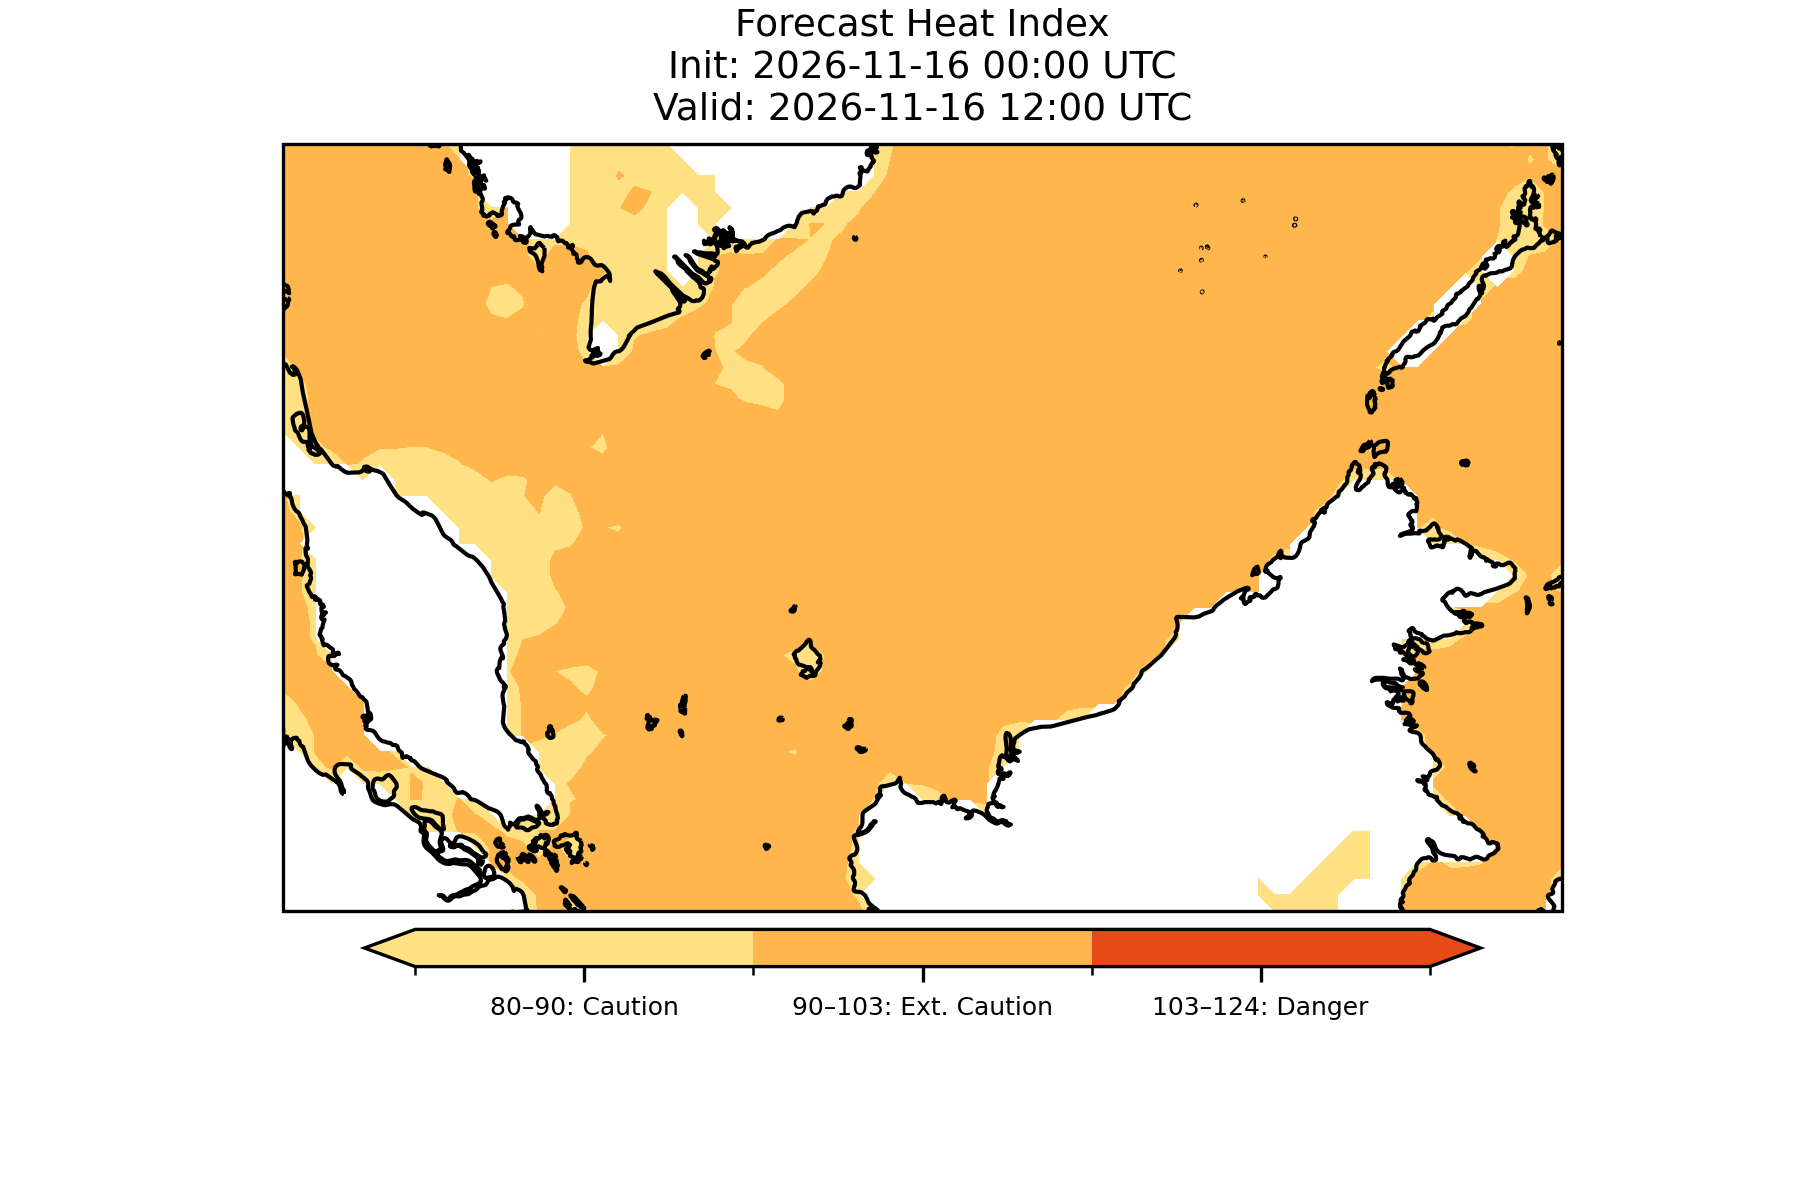 Forecast Heat Index
Init: 2026-11-16 00:00 UTC
Valid: 2026-11-16 12:00 UTC
80–90: Caution
90–103: Ext. Caution
103–124: Danger